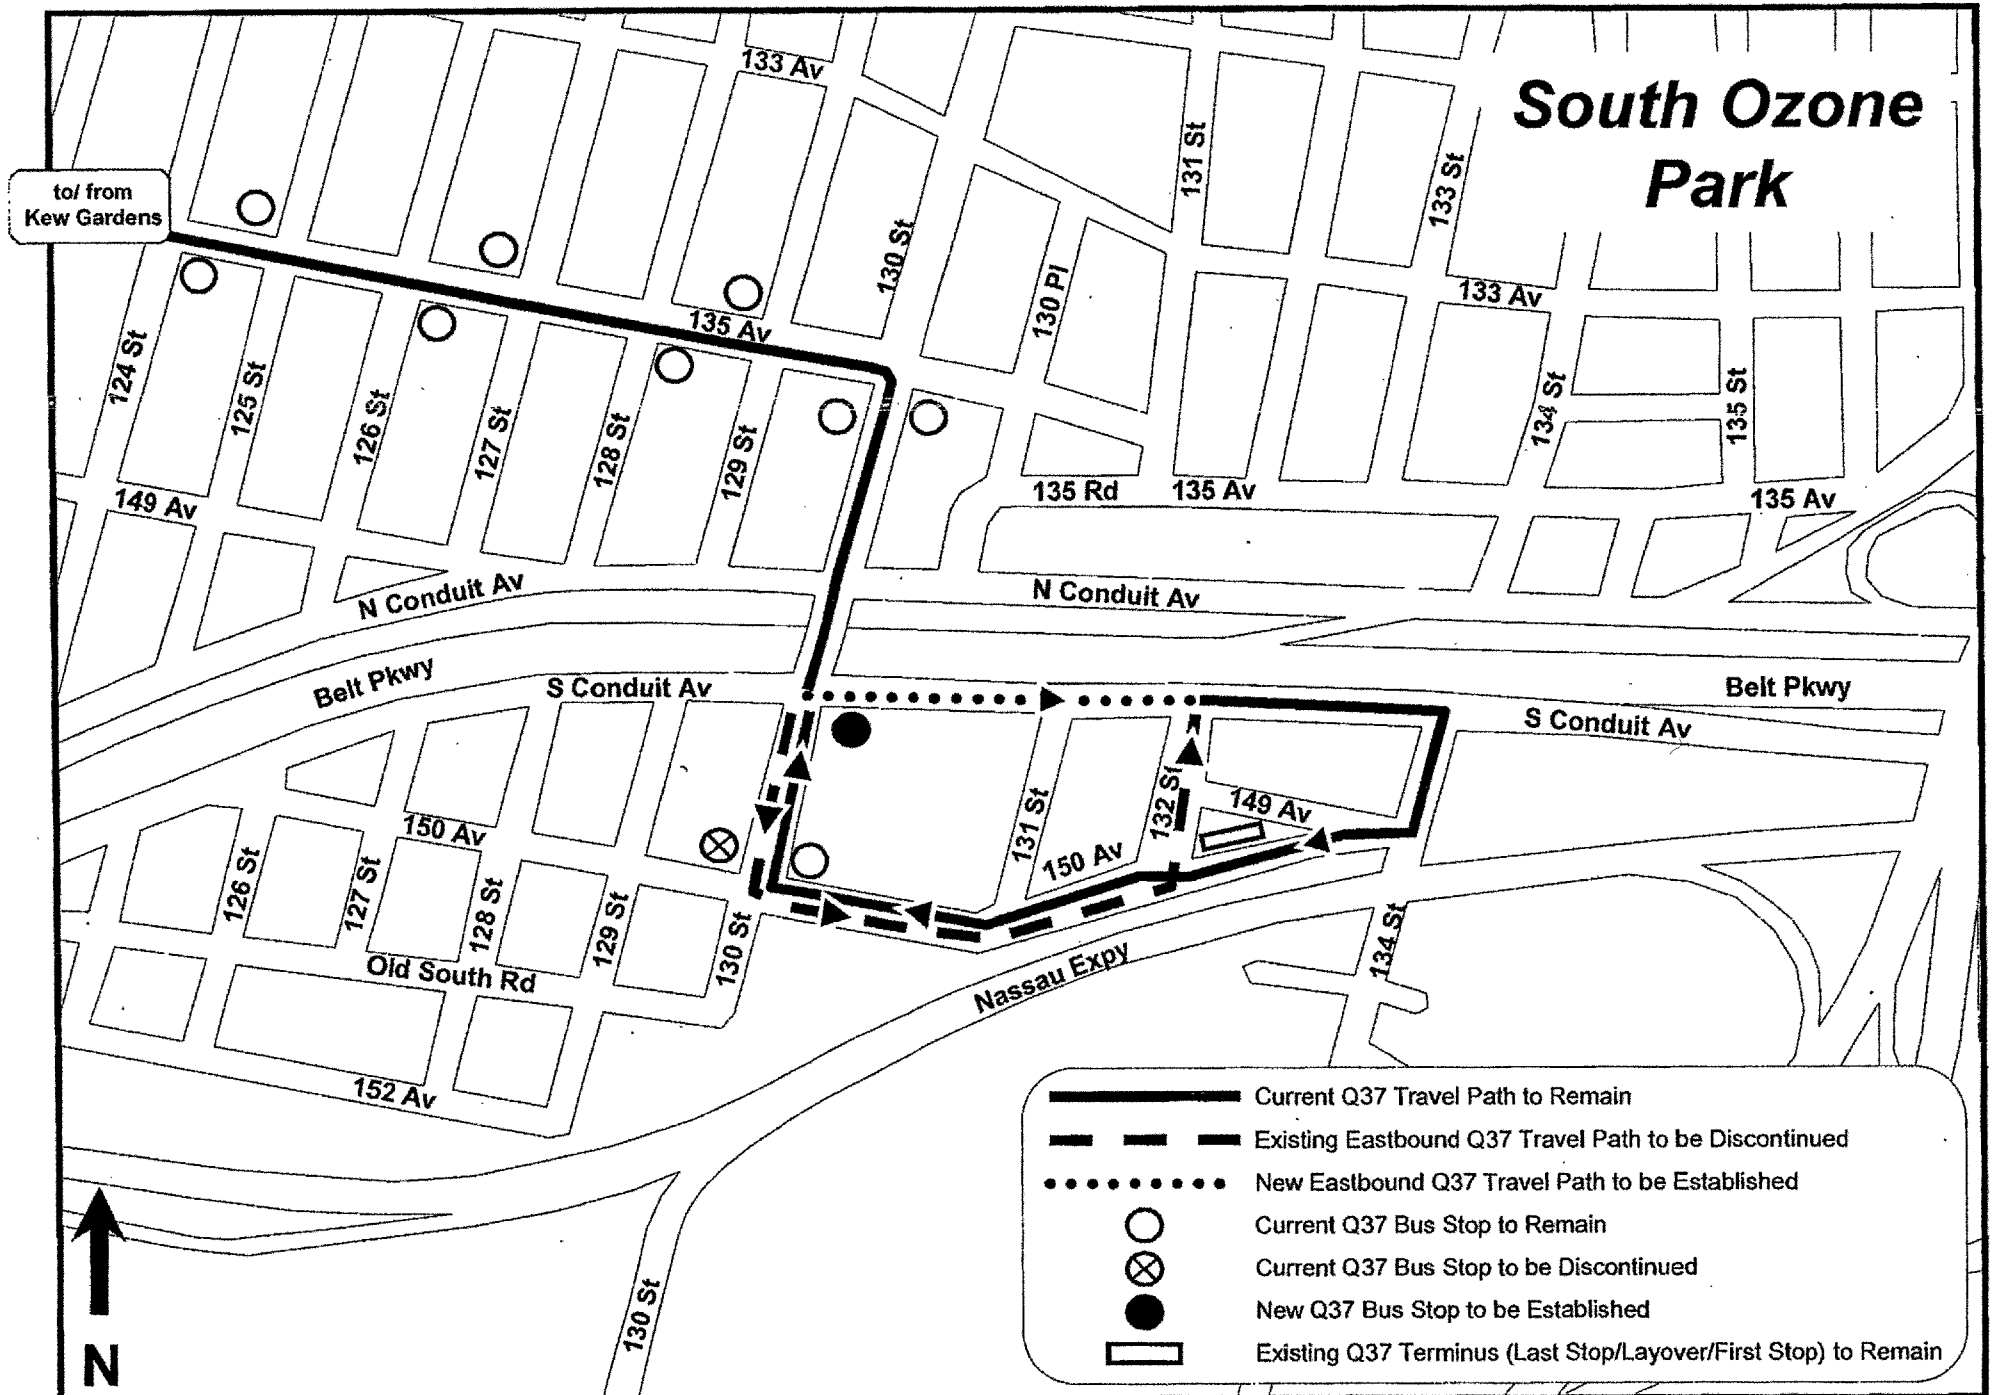 South Ozone
Park
133 Av
131 St
133 St
to/ from
Kew Gardens
130 St
130 Pl
133 Av
135 Av
124 St
125 St
126 St
127 St
128 St
129 St
134 St
135 St
149 Av
135 Rd
135 Av
135 Av
N Conduit Av
N Conduit Av
Belt Pkwy
S Conduit Av
Belt Pkwy
S Conduit Av
150 Av
131 St
132 St
149 Av
150 Av
126 St
127 St
128 St
129 St
130 St
134 St
Old South Rd
Nassau Expy
152 Av
130 St
N
Current Q37 Travel Path to Remain
Existing Eastbound Q37 Travel Path to be Discontinued
New Eastbound Q37 Travel Path to be Established
Current Q37 Bus Stop to Remain
Current Q37 Bus Stop to be Discontinued
New Q37 Bus Stop to be Established
Existing Q37 Terminus (Last Stop/Layover/First Stop) to Remain